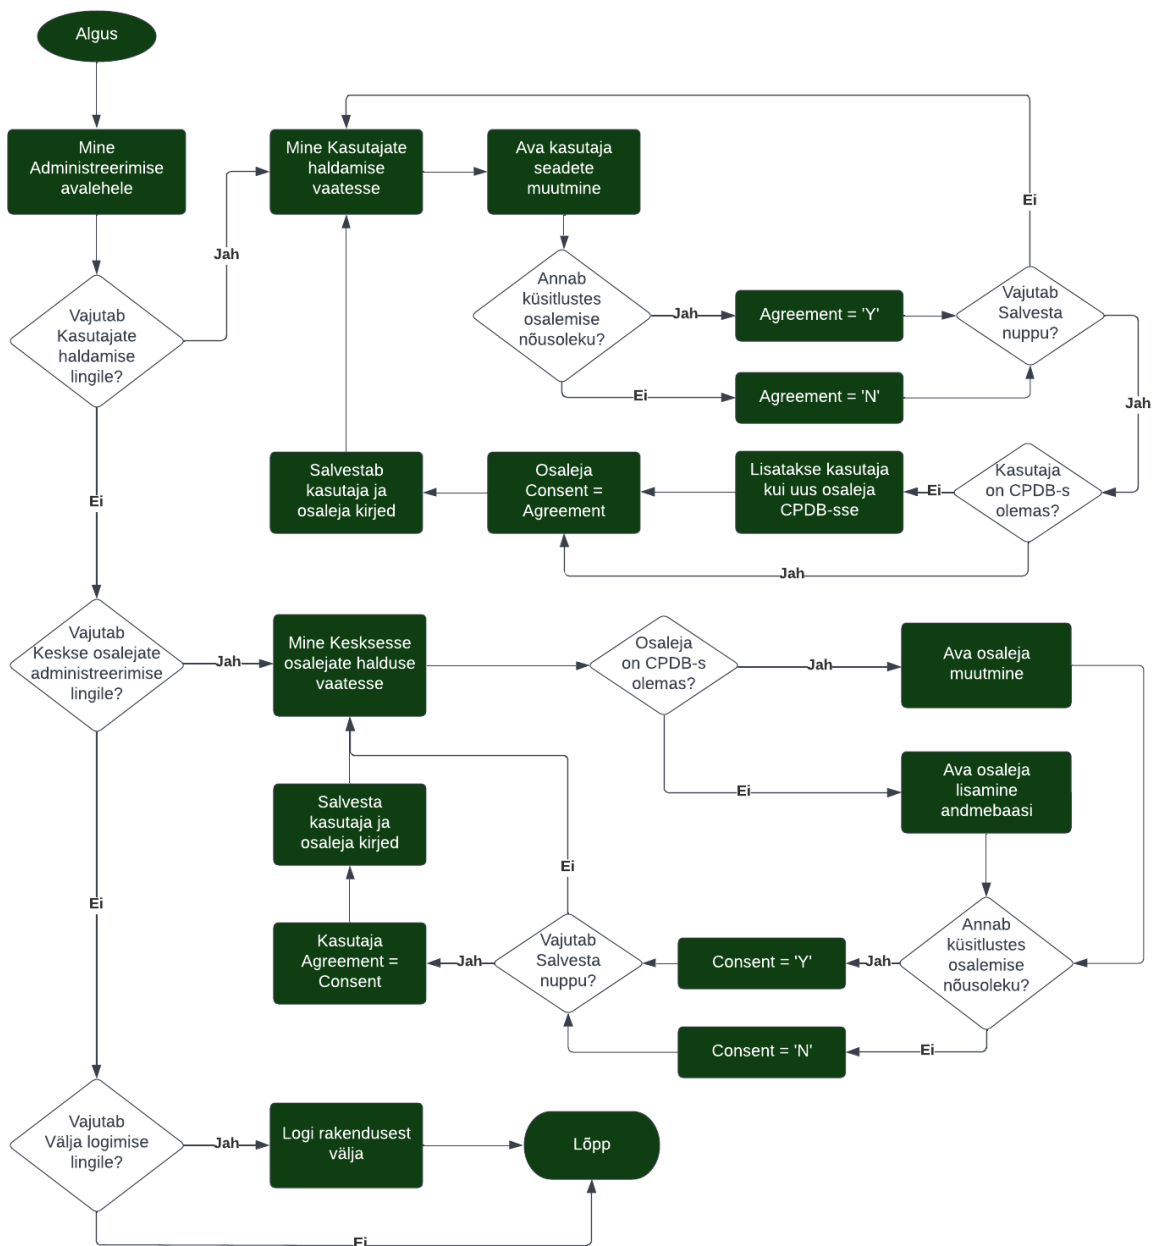 Algus
Mine
Administreerimise
avalehele
Vajutab
Kasutajate
haldamise
lingile?
Jah
Ei
Mine Kasutajate
haldamise
vaatesse
Ava kasutaja
seadete
muutmine
Annab
küsitlustes
osalemise
nõusoleku?
Jah
Agreement = 'Y'
Ei
Agreement = 'N'
Vajutab
Salvesta
nuppu?
Ei
Jah
Kasutaja
on CPDB-s
olemas?
Ei
Lisatakse kasutaja
kui uus osaleja
CPDB-sse
Jah
Osaleja
Consent =
Agreement
Salvestab
kasutaja ja
osaleja kirjed
Vajutab
Keskse osalejate
administreerimise
lingile?
Jah
Ei
Mine Kesksesse
osalejate halduse
vaatesse
Osaleja
on CPDB-s
olemas?
Jah
Ava osaleja
muutmine
Ei
Ava osaleja
lisamine
andmebaasi
Annab
küsitlustes
osalemise
nõusoleku?
Jah
Consent = 'Y'
Ei
Consent = 'N'
Vajutab
Salvesta
nuppu?
Ei
Jah
Kasutaja
Agreement =
Consent
Salvesta
kasutaja ja
osaleja kirjed
Vajutab
Välja logimise
lingile?
Jah
Logi rakendusest
välja
Lõpp
Ei